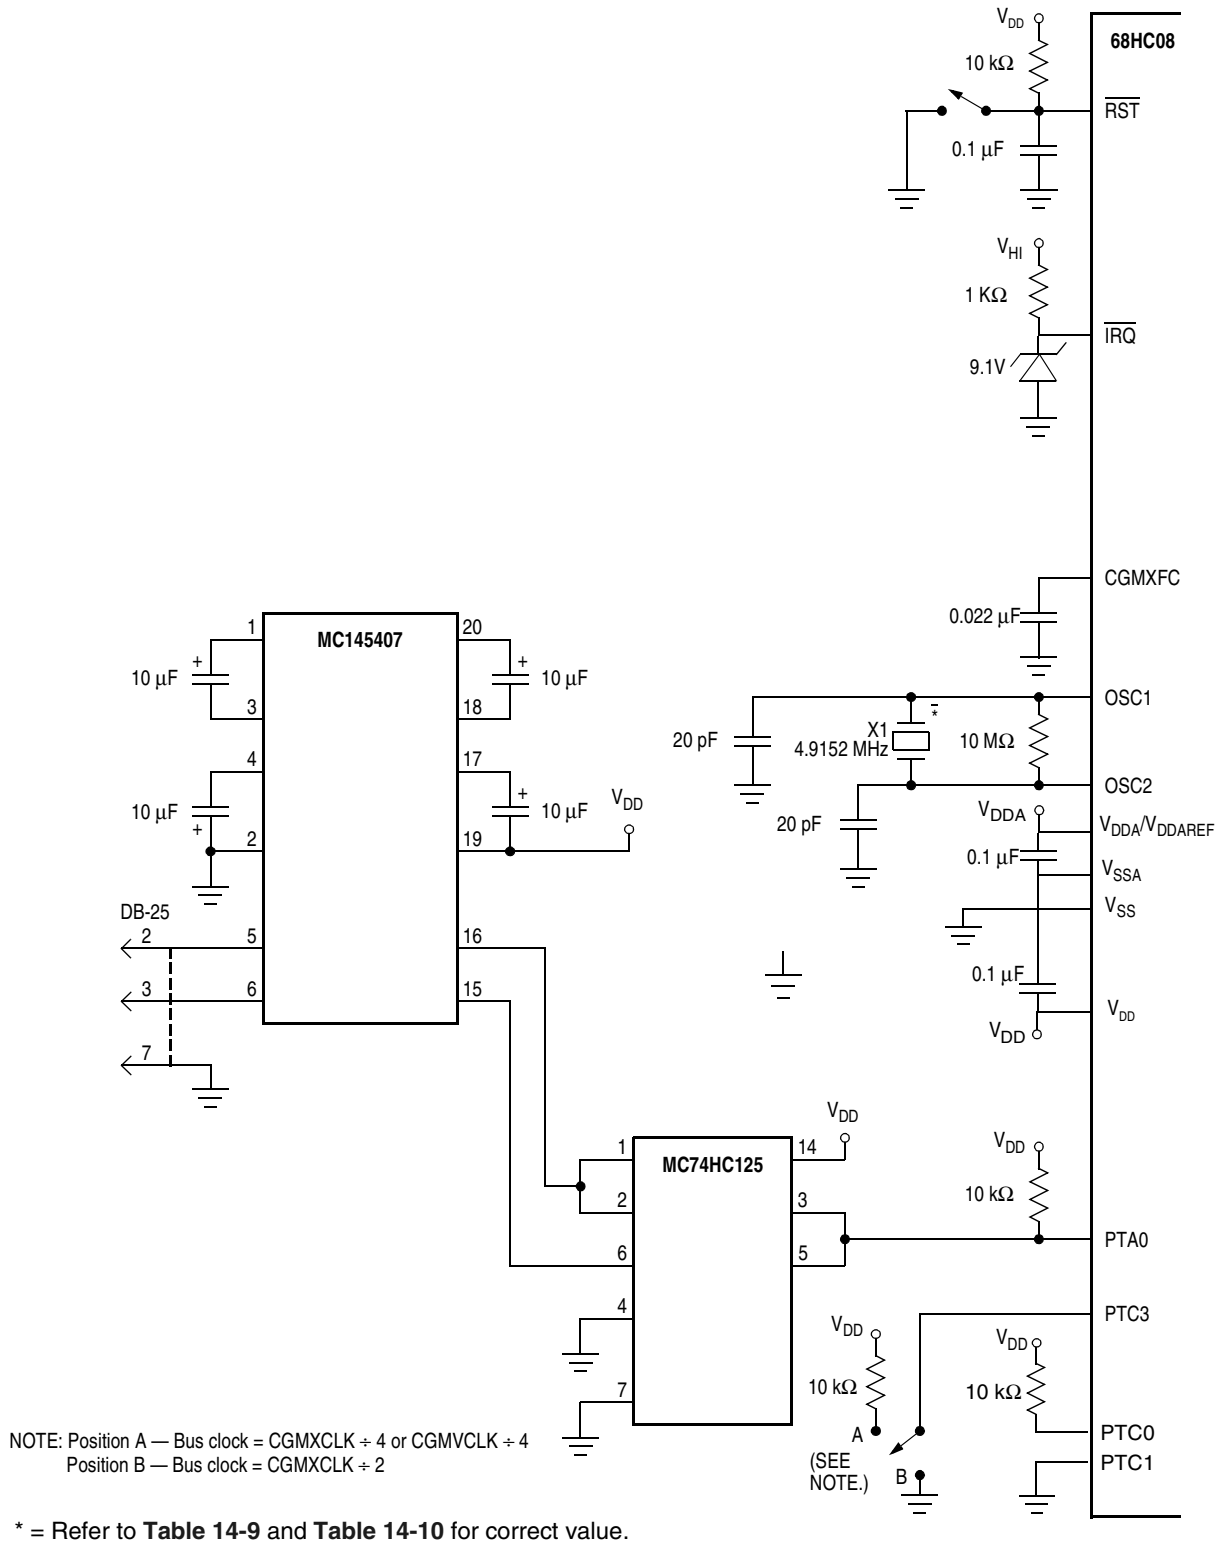 V_DD
68HC08
10 kΩ
RST
0.1 µF
V_HI
1 KΩ
IRQ
9.1V
CGMXFC
0.022 µF
1
MC145407
20
+
10 µF
+
10 µF
3
18
OSC1
*
X1
4.9152 MHz
20 pF
10 MΩ
4
17
OSC2
+
10 µF
10 µF
+
V_DD
20 pF
V_DDA
V_DDA/V_DDAREF
2
19
0.1 µF
V_SSA
V_SS
DB-25
2
5
16
0.1 µF
3
6
15
V_DD
V_DD
7
V_DD
1
MC74HC125
14
V_DD
2
3
10 kΩ
6
5
PTA0
4
PTC3
V_DD
V_DD
7
10 kΩ
10 kΩ
A
PTC0
(SEE
NOTE.)
B
PTC1
NOTE: Position A — Bus clock = CGMXCLK ÷ 4 or CGMVCLK ÷ 4
Position B — Bus clock = CGMXCLK ÷ 2
* = Refer to Table 14-9 and Table 14-10 for correct value.